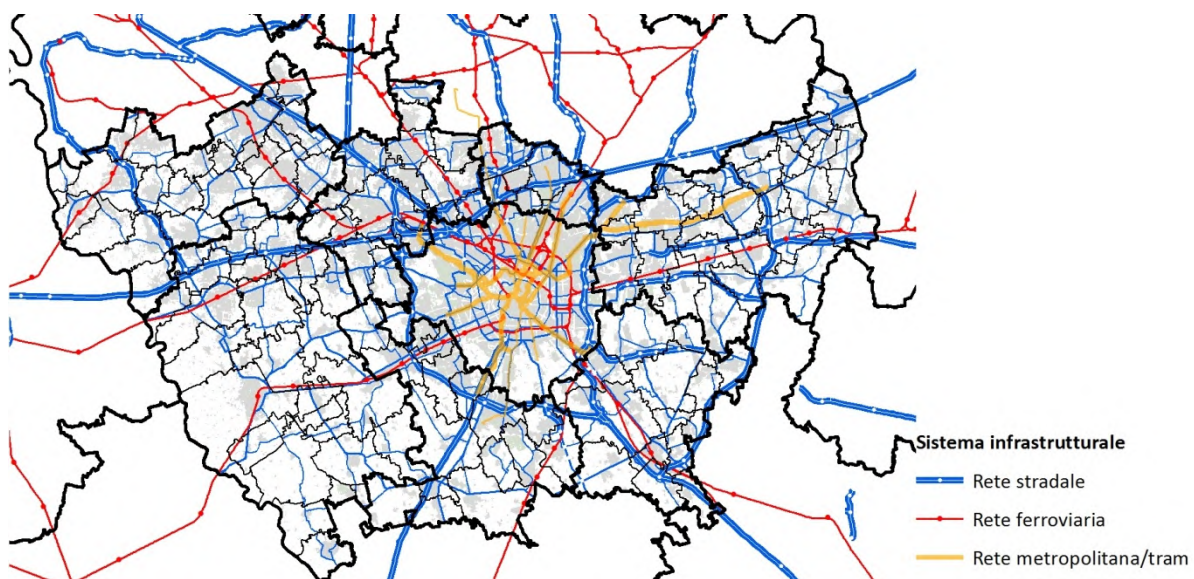 Sistema infrastrutturale
Rete stradale
Rete ferroviaria
Rete metropolitana/tram